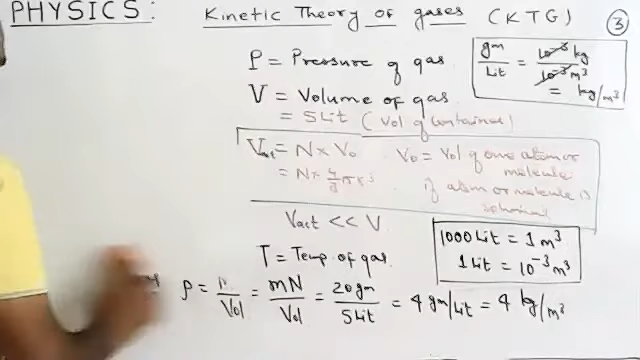 PHYSICS: Kinetic Theory of gases (KTG) ③
P = Pressure of gas
gm/Lit = 10⁻³ kg/10⁻³ m³
= kg/m³
V = Volume of gas
= 5 Lit (Vol of container)
Vact = N × V₀ V₀ = Vol of one atom or molecule
= N × 4/3 πr³ if atom or molecule is spherical
Vact << V
1000 Lit = 1 m³
1 Lit = 10⁻³ m³
T = Temp of gas
ρ = /Vol = mN/Vol = 20gm/5Lit = 4 gm/Lit = 4 kg/m³